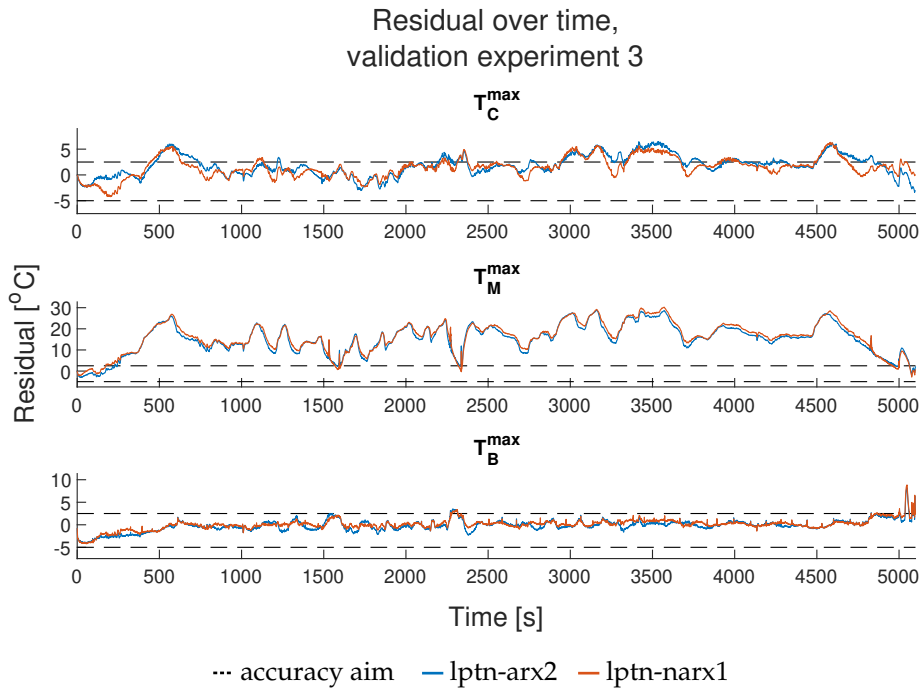 Residual over time,
validation experiment 3
T_C^max
5
0
-5
0 500 1000 1500 2000 2500 3000 3500 4000 4500 5000
T_M^max
30
20
10
0
0 500 1000 1500 2000 2500 3000 3500 4000 4500 5000
T_B^max
10
5
0
-5
0 500 1000 1500 2000 2500 3000 3500 4000 4500 5000
Residual [°C]
Time [s]
accuracy aim lptn-arx2 lptn-narx1